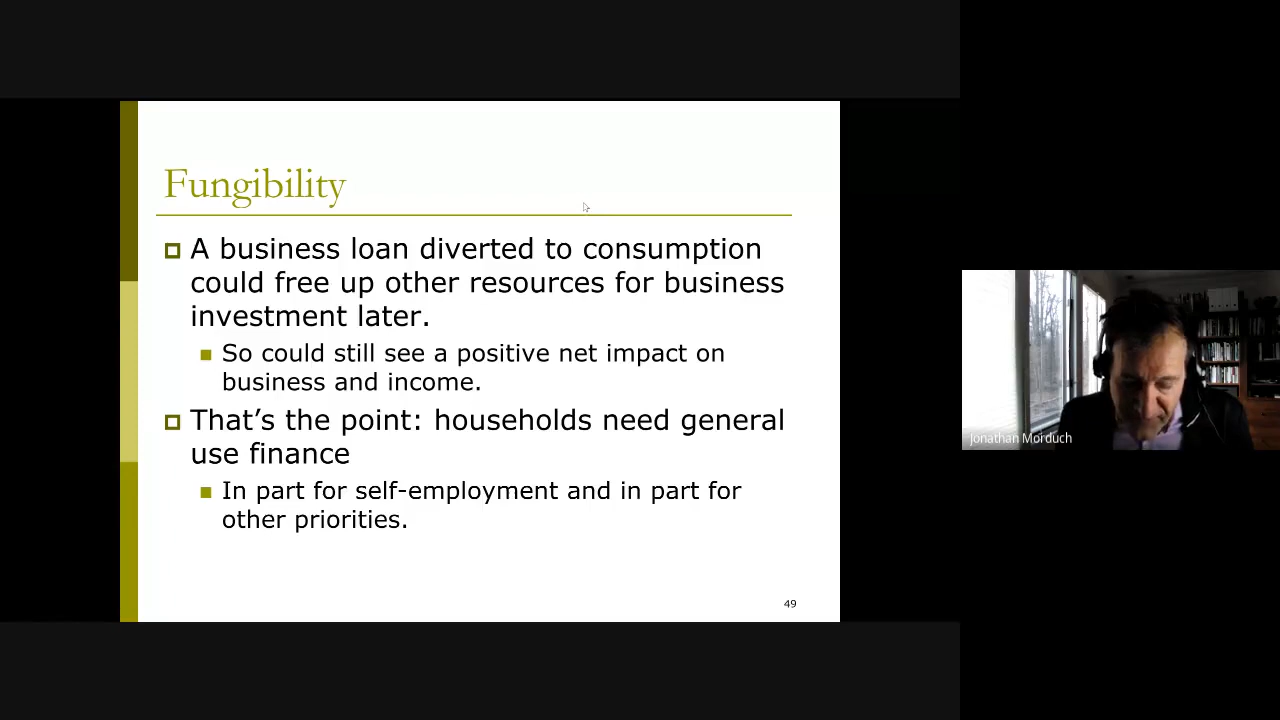 Fungibility
A business loan diverted to consumption
could free up other resources for business
investment later.
So could still see a positive net impact on
business and income.
That’s the point: households need general
use finance
In part for self-employment and in part for
other priorities.
49
Jonathan Morduch